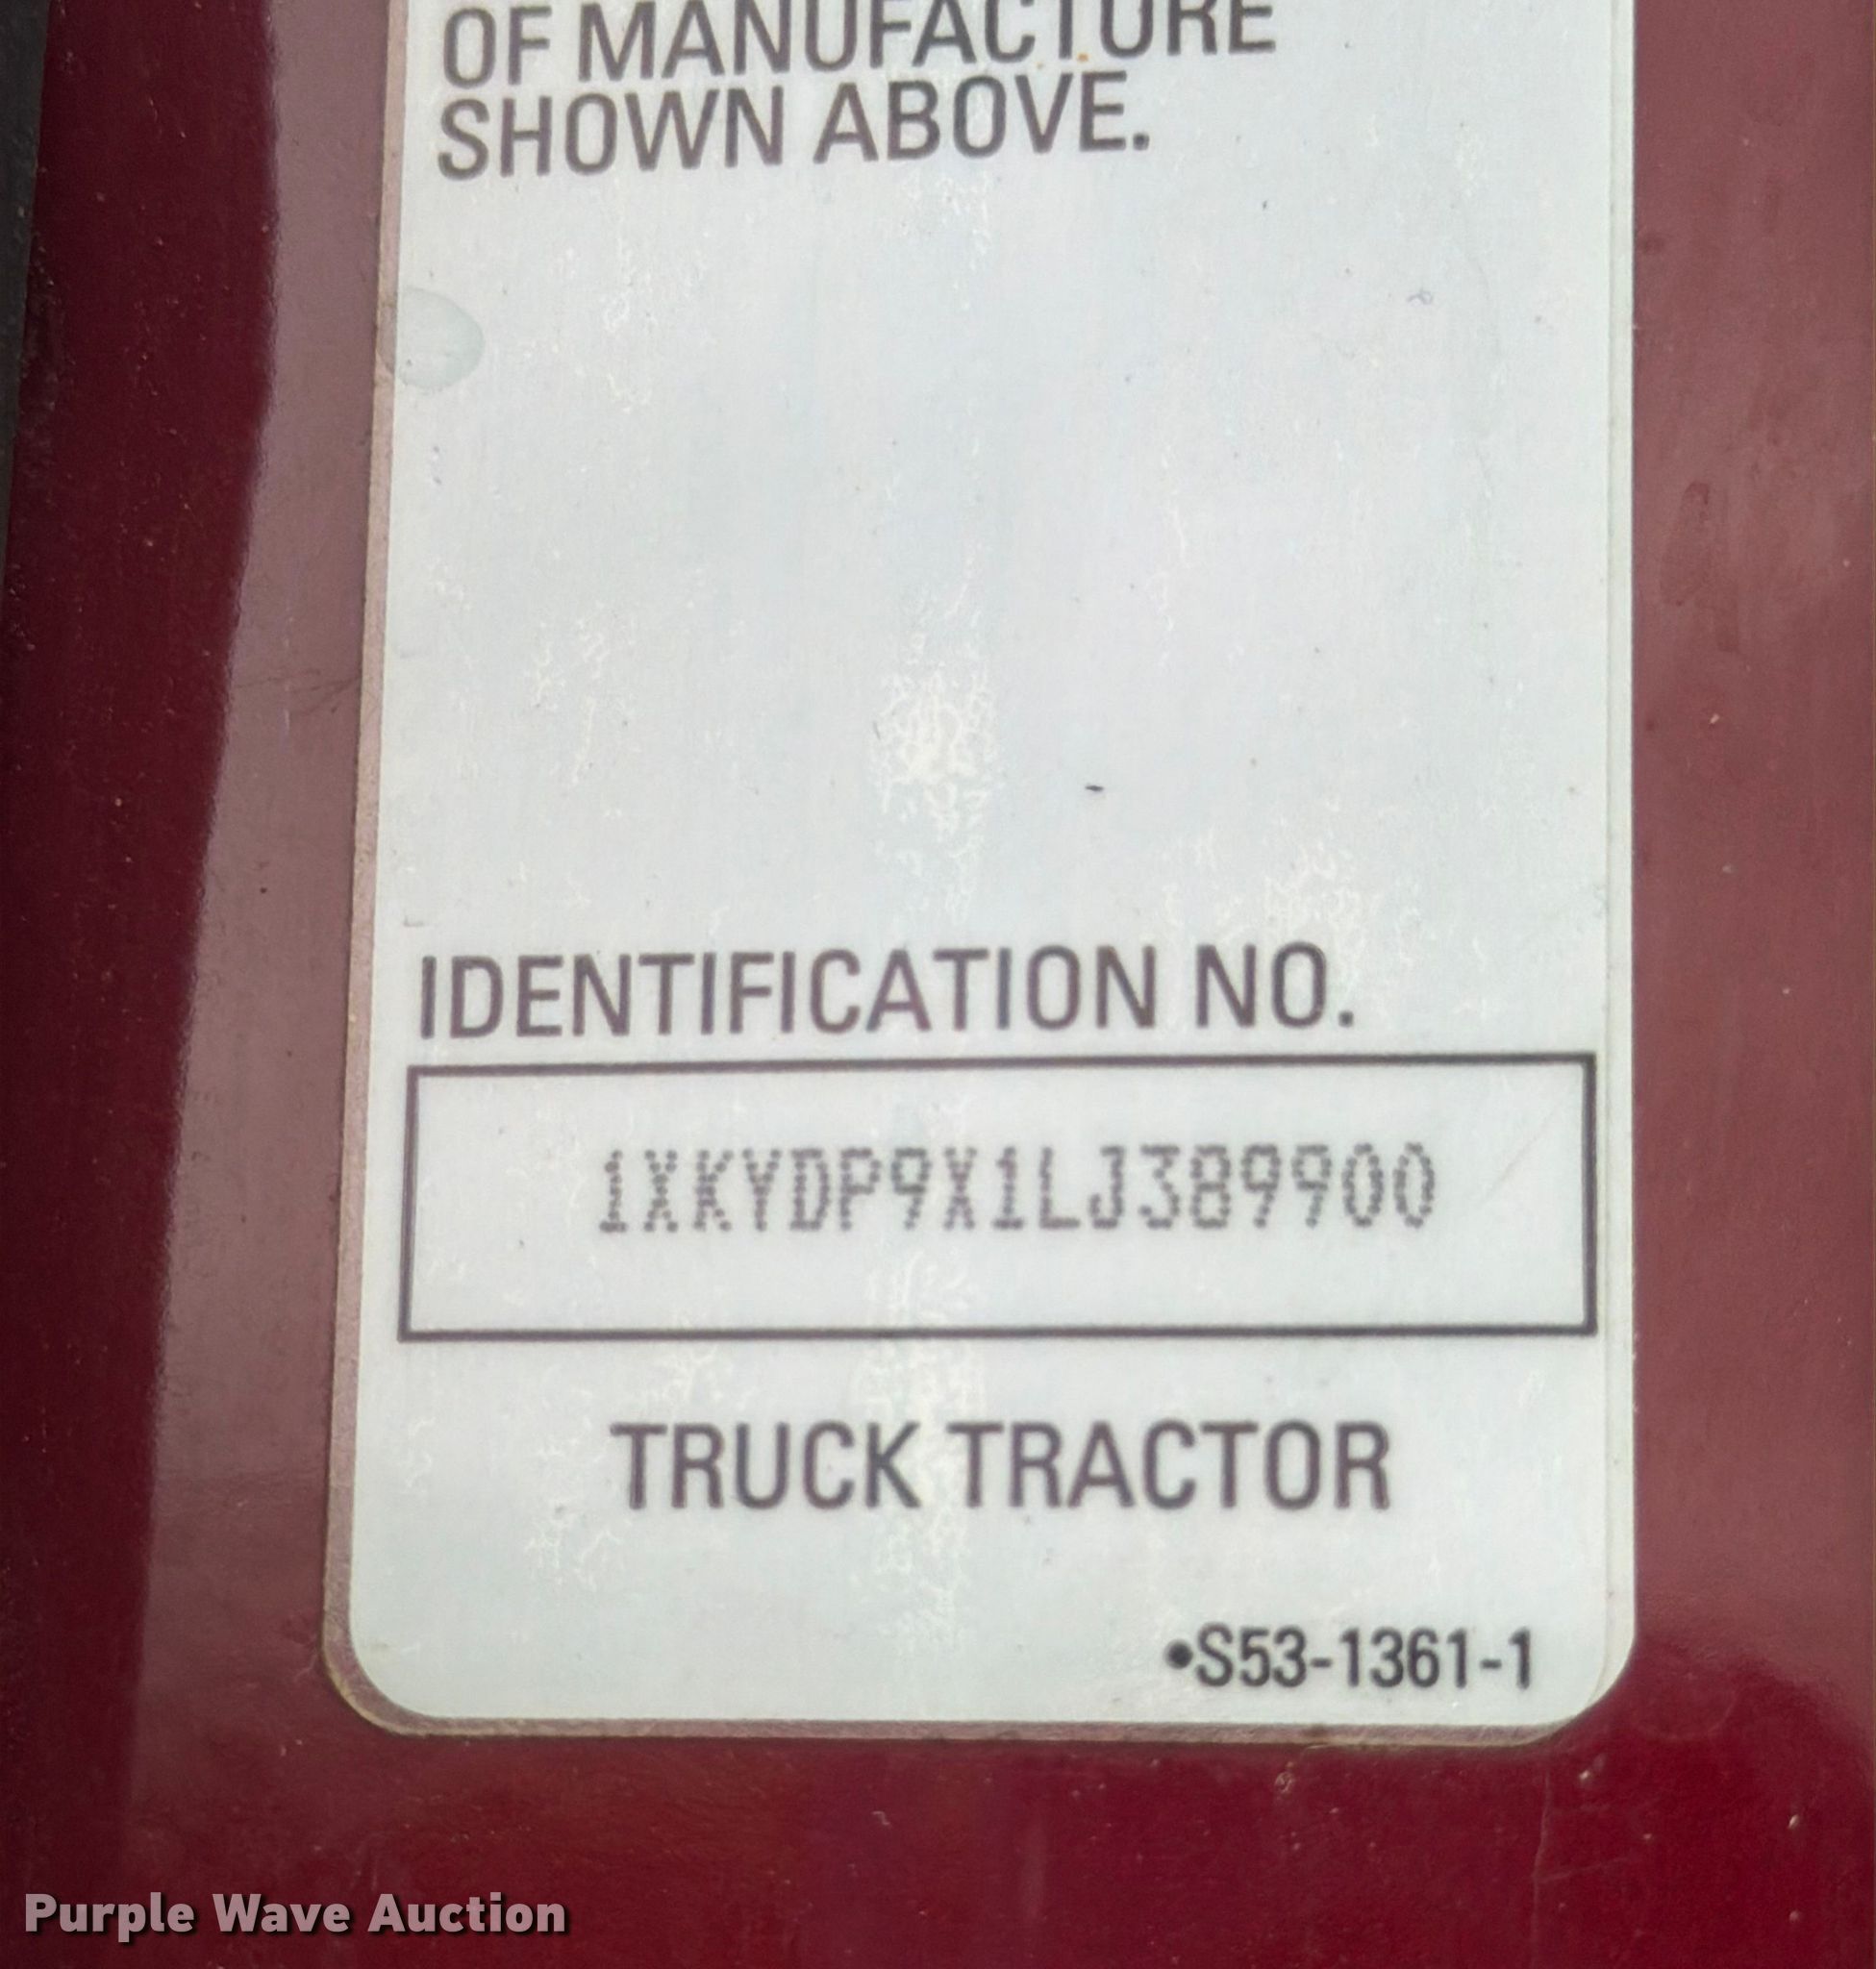 OF MANUFACTURE
SHOWN ABOVE.
IDENTIFICATION NO.
1XKYDP9X1LJ389900
TRUCK TRACTOR
•S53-1361-1
Purple Wave Auction